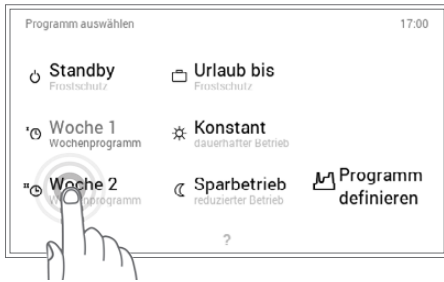 Programm auswählen
17:00
Standby
Frostschutz
Urlaub bis
Frostschutz
Woche 1
Wochenprogramm
Konstant
dauerhafter Betrieb
Woche 2
Wochenprogramm
Sparbetrieb
reduzierter Betrieb
Programm
definieren
?